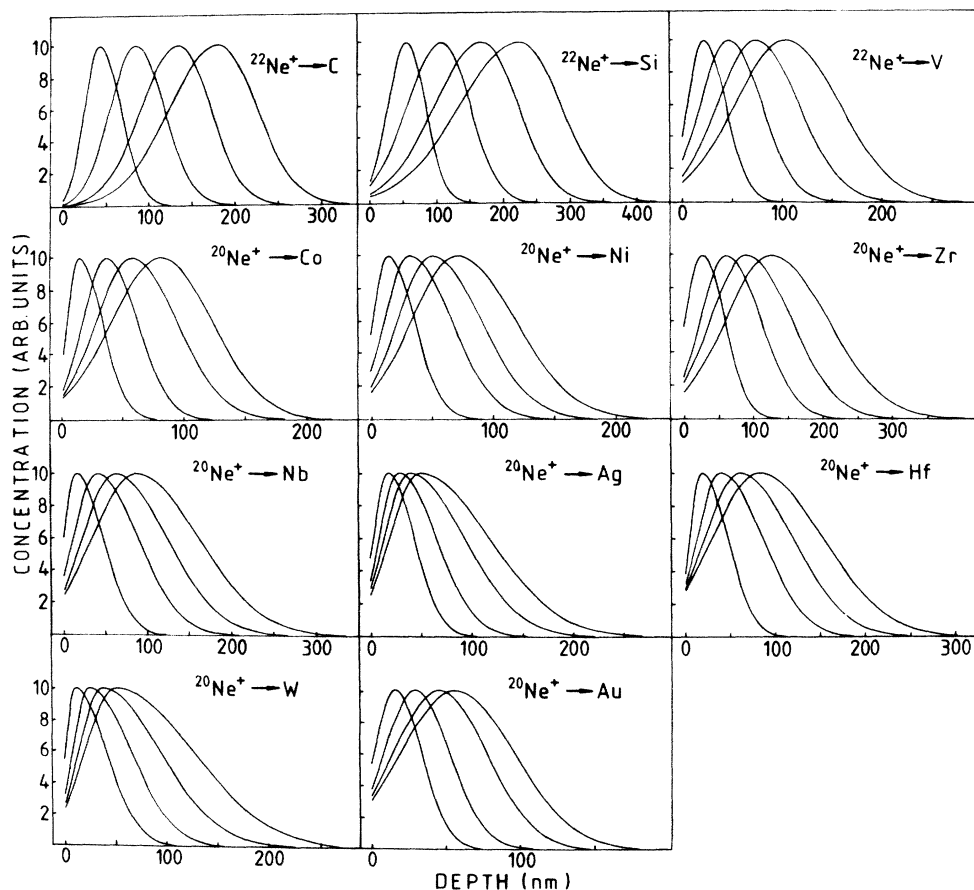 CONCENTRATION (ARB. UNITS)
10
8
6
4
2
²²Ne⁺→C
0 100 200 300
²²Ne⁺→Si
0 100 200 300 400
²²Ne⁺→V
0 100 200
10
8
6
4
2
²⁰Ne⁺→Co
0 100 200
²⁰Ne⁺→Ni
0 100 200
²⁰Ne⁺→Zr
0 100 200 300
10
8
6
4
2
²⁰Ne⁺→Nb
0 100 200 300
²⁰Ne⁺→Ag
0 100 200
²⁰Ne⁺→Hf
0 100 200 300
10
8
6
4
2
²⁰Ne⁺→W
0 100 200
²⁰Ne⁺→Au
0 100
DEPTH (nm)